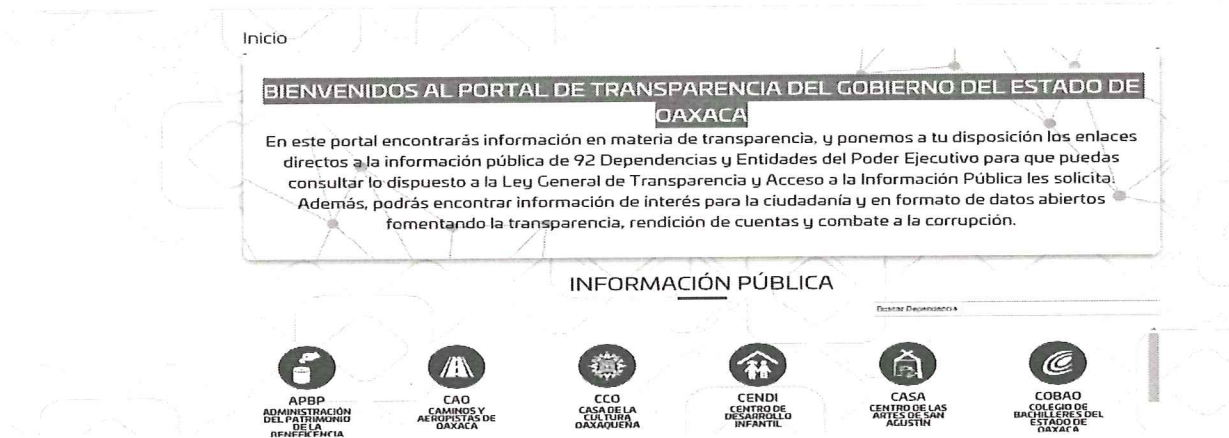 Inicio
BIENVENIDOS AL PORTAL DE TRANSPARENCIA DEL GOBIERNO DEL ESTADO DE
OAXACA
En este portal encontrarás información en materia de transparencia, y ponemos a tu disposición los enlaces
directos a la información pública de 92 Dependencias y Entidades del Poder Ejecutivo para que puedas
consultar lo dispuesto a la Ley General de Transparencia y Acceso a la Información Pública les solicita.
Además, podrás encontrar información de interés para la ciudadanía y en formato de datos abiertos
fomentando la transparencia, rendición de cuentas y combate a la corrupción.
INFORMACIÓN PÚBLICA
Buscar Dependencia
APBP
ADMINISTRACIÓN
DEL PATRIMONIO
DE LA
BENEFICENCIA
CAO
CAMINOS Y
AEROPISTAS DE
OAXACA
CCO
CASA DE LA
CULTURA
OAXAQUEÑA
CENDI
CENTRO DE
DESARROLLO
INFANTIL
CASA
CENTRO DE LAS
ARTES DE SAN
AGUSTIN
COBAO
COLEGIO DE
BACHILLERES DEL
ESTADO DE
OAXACA